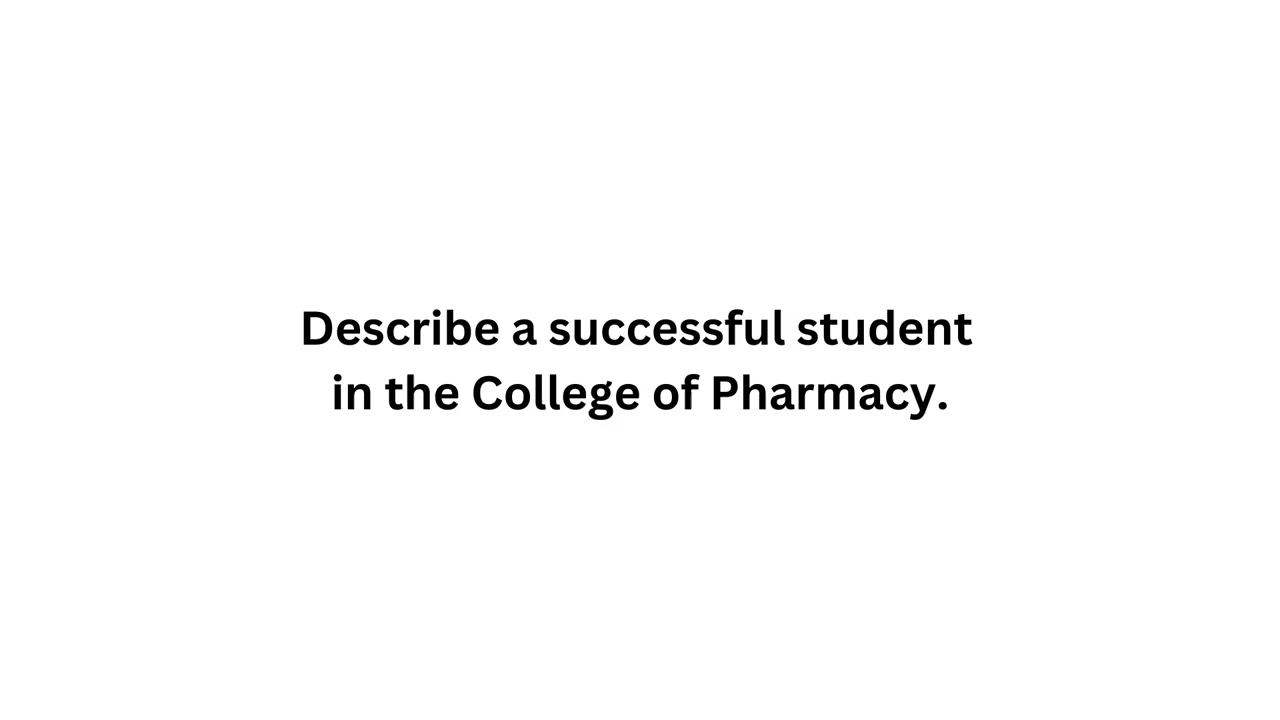 Describe a successful student
in the College of Pharmacy.